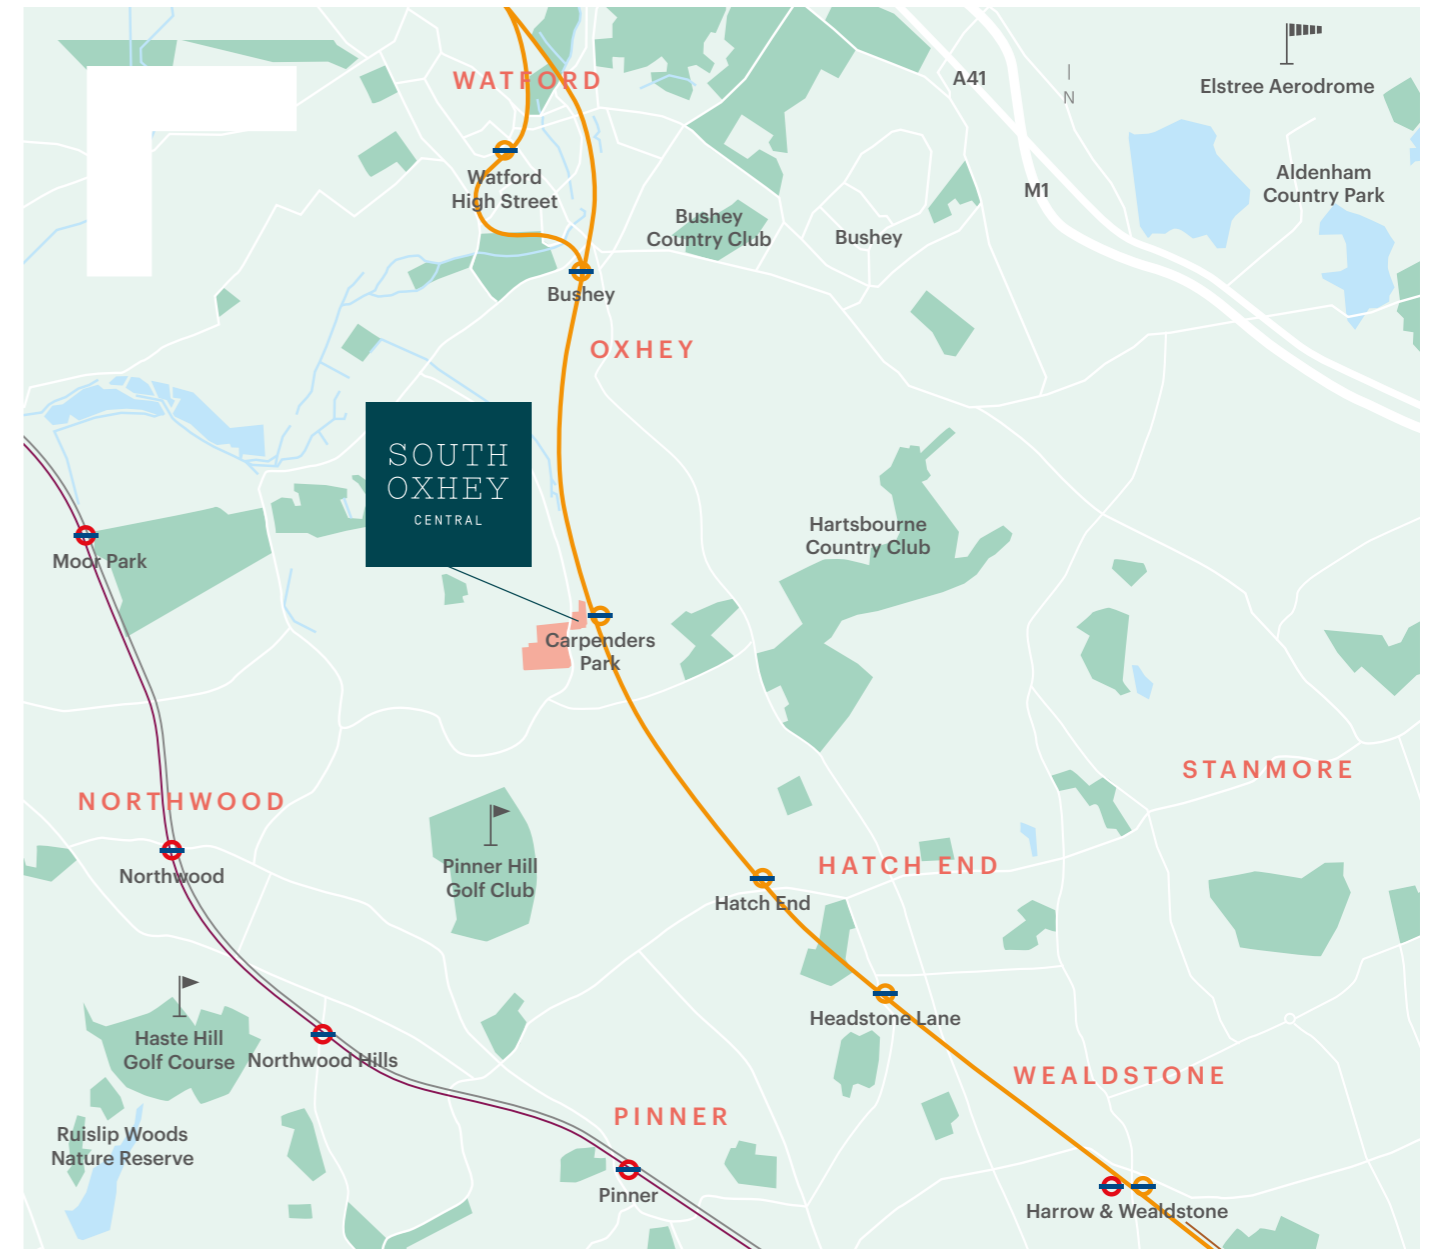 WATFORD
A41
N
Elstree Aerodrome
Watford
High Street
M1
Aldenham
Country Park
Bushey
Country Club
Bushey
Bushey
OXHEY
SOUTH
OXHEY
CENTRAL
Hartsbourne
Country Club
Moor Park
Carpenders
Park
STANMORE
NORTHWOOD
Pinner Hill
Golf Club
HATCH END
Northwood
Hatch End
Headstone Lane
Haste Hill
Golf Course
Northwood Hills
WEALDSTONE
PINNER
Ruislip Woods
Nature Reserve
Pinner
Harrow & Wealdstone